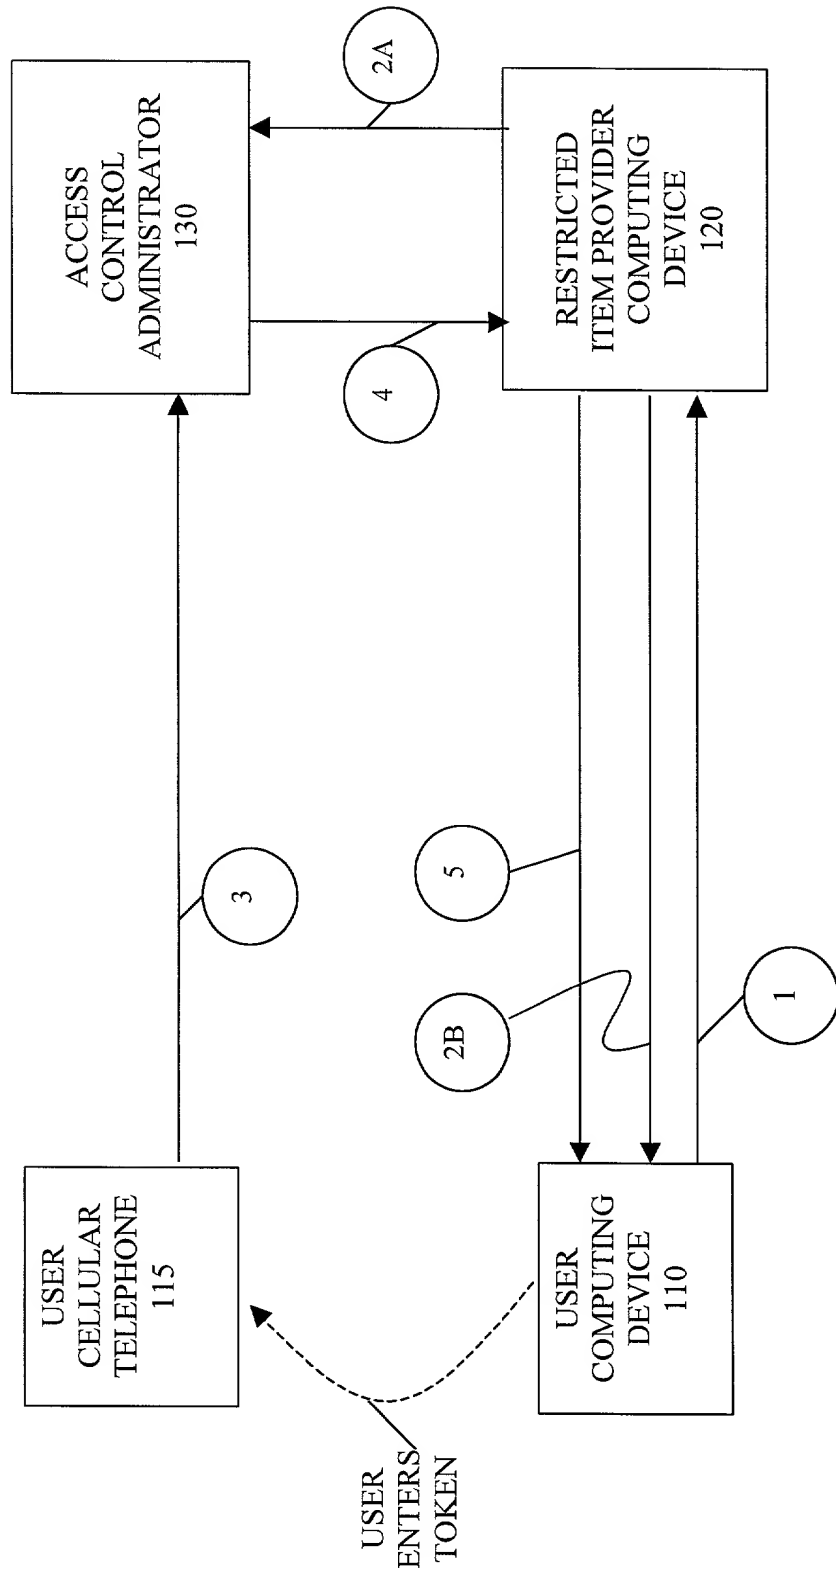 USER
CELLULAR
TELEPHONE
115
3
ACCESS
CONTROL
ADMINISTRATOR
130
USER
ENTERS
TOKEN
2B
5
4
2A
USER
COMPUTING
DEVICE
110
1
RESTRICTED
ITEM PROVIDER
COMPUTING
DEVICE
120